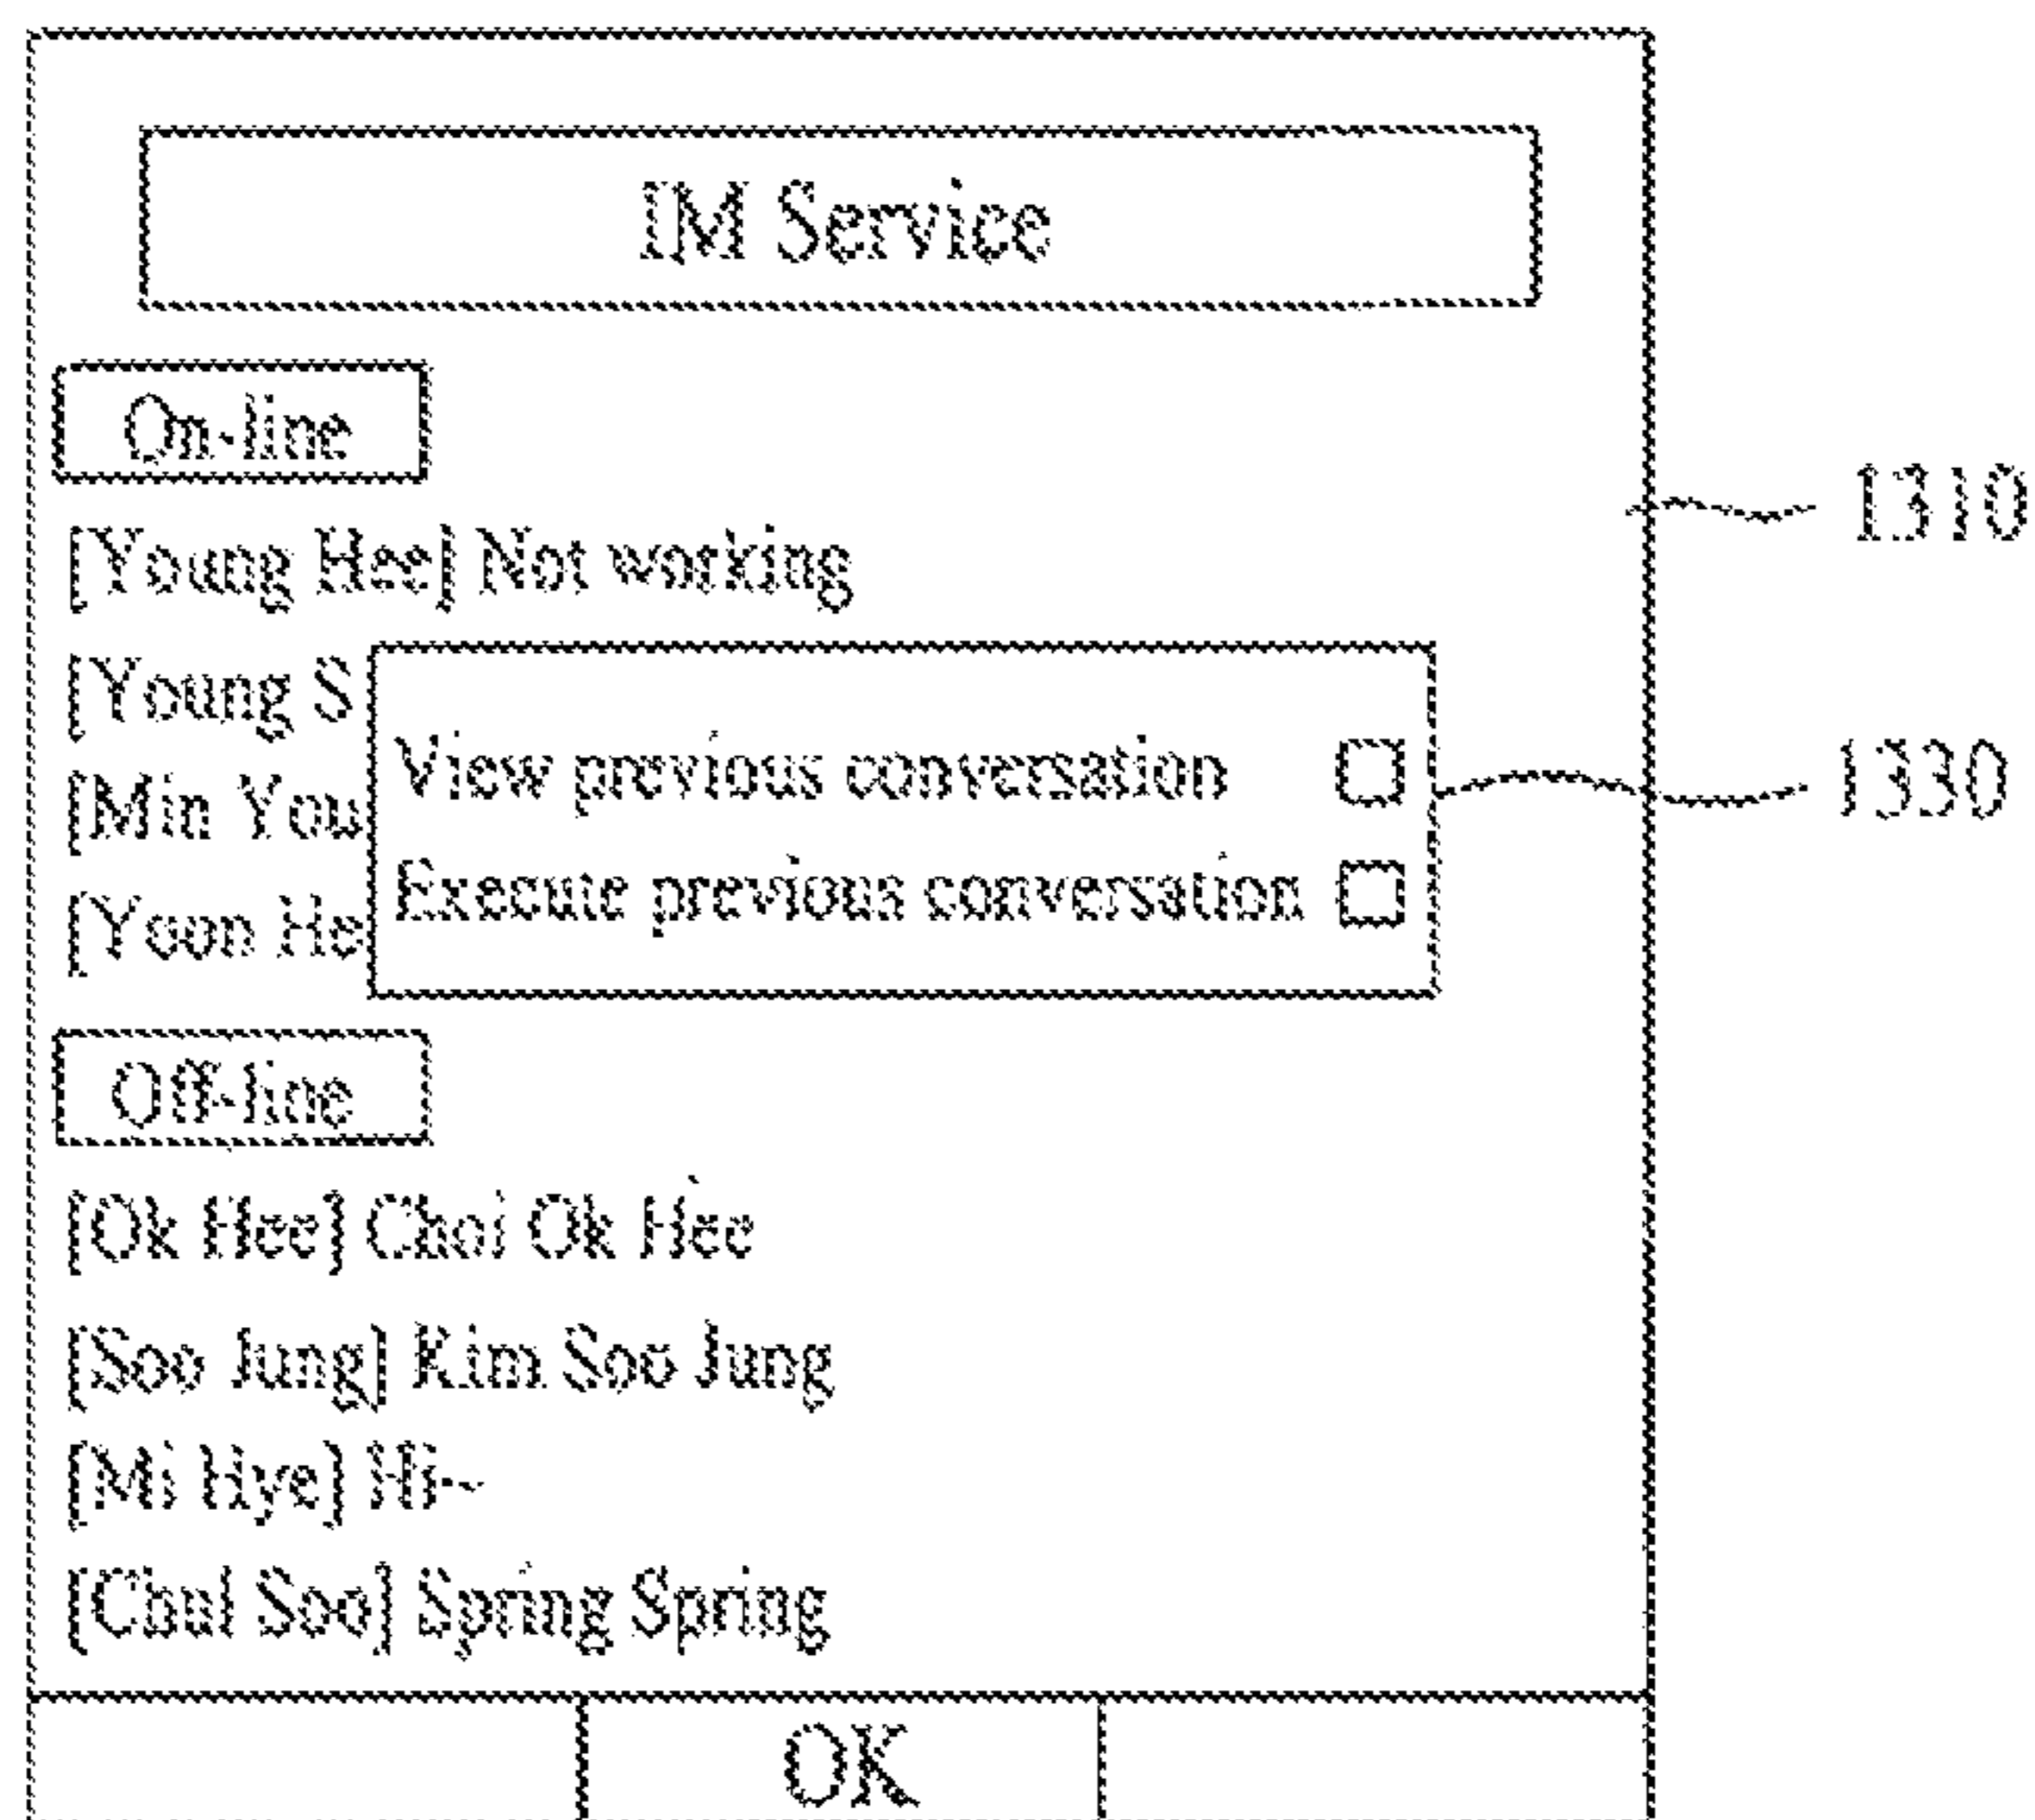 IM Service
On-line
1310
[Young Hee] Not working
[Young S
View previous conversation
1330
[Min You
Execute previous conversation
[Yoon He
Off-line
[Ok Hee] Choi Ok Hee
[Soo Jung] Kim Soo Jung
[Mi Hye] Hi~
[Chul Soo] Spring Spring
OK